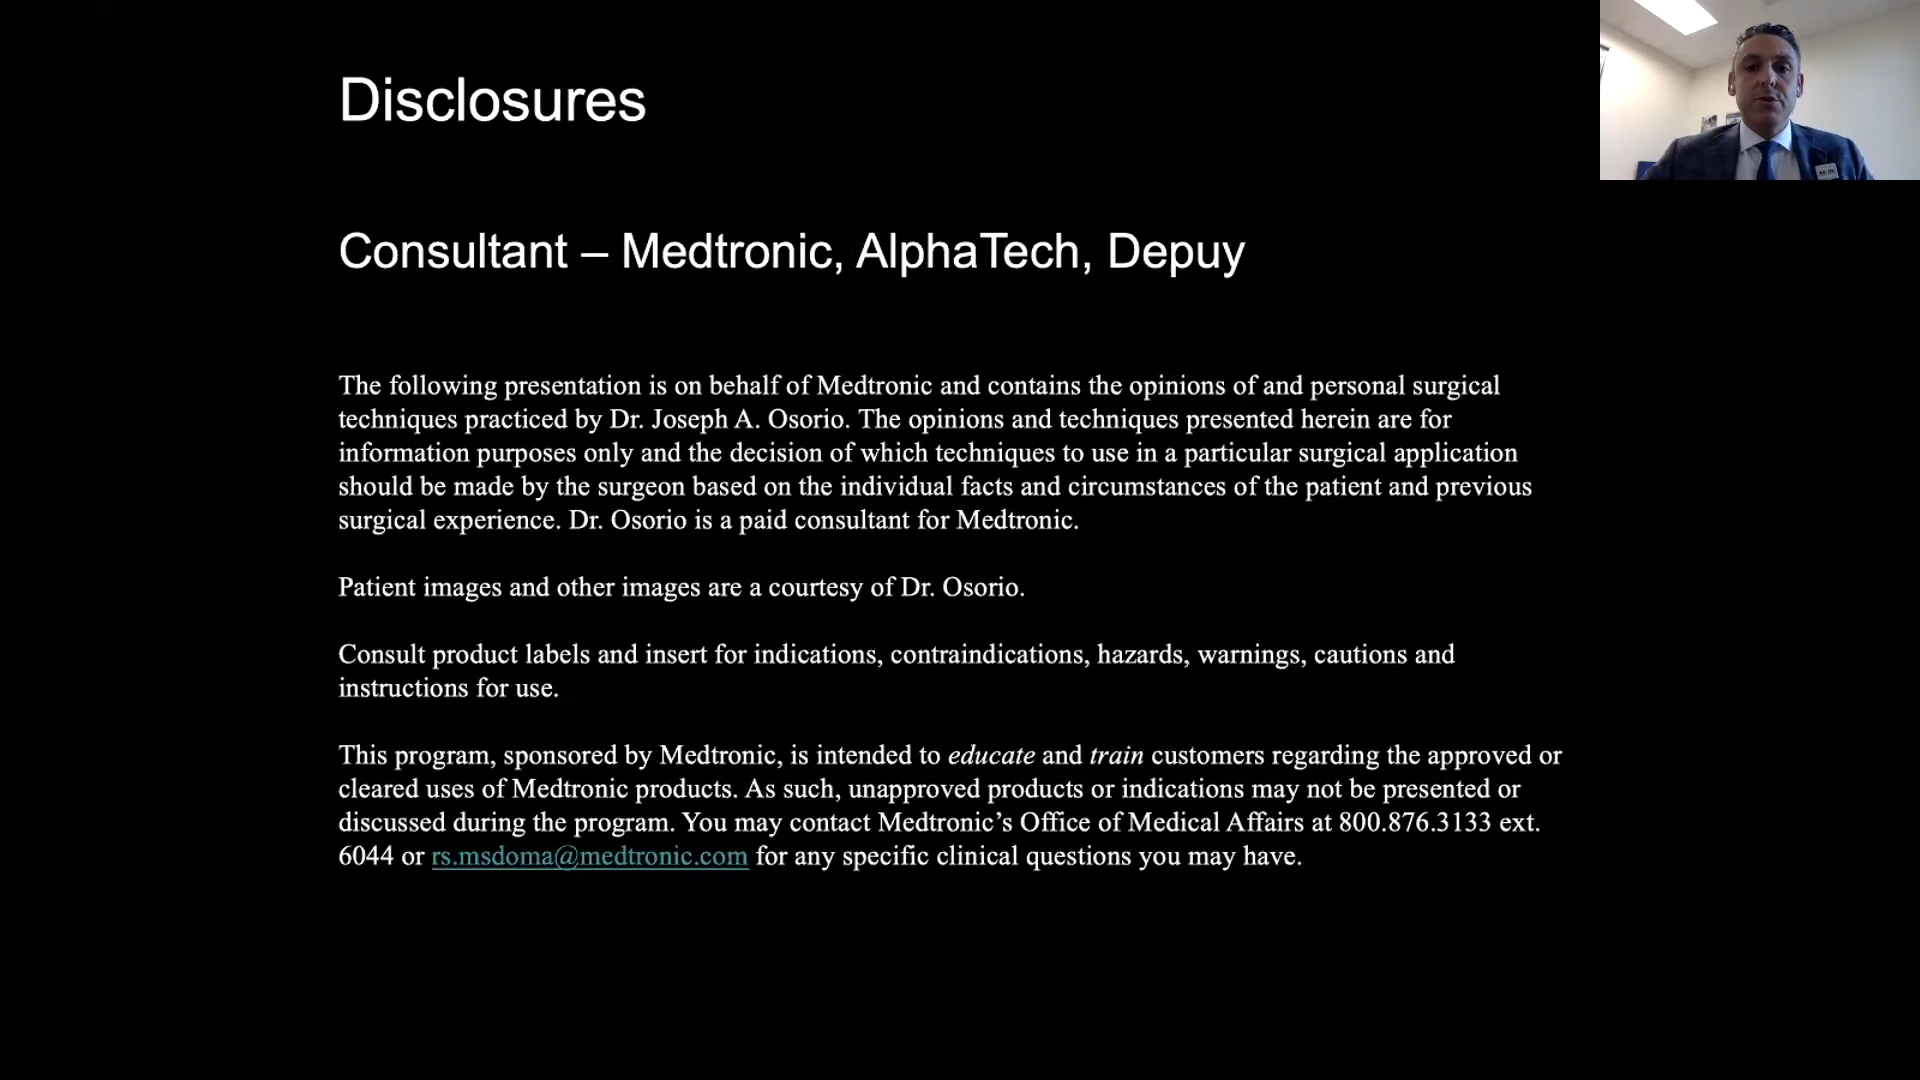 Disclosures
Consultant – Medtronic, AlphaTech, Depuy
The following presentation is on behalf of Medtronic and contains the opinions of and personal surgical
techniques practiced by Dr. Joseph A. Osorio. The opinions and techniques presented herein are for
information purposes only and the decision of which techniques to use in a particular surgical application
should be made by the surgeon based on the individual facts and circumstances of the patient and previous
surgical experience. Dr. Osorio is a paid consultant for Medtronic.
Patient images and other images are a courtesy of Dr. Osorio.
Consult product labels and insert for indications, contraindications, hazards, warnings, cautions and
instructions for use.
This program, sponsored by Medtronic, is intended to educate and train customers regarding the approved or
cleared uses of Medtronic products. As such, unapproved products or indications may not be presented or
discussed during the program. You may contact Medtronic’s Office of Medical Affairs at 800.876.3133 ext.
6044 or rs.msdoma@medtronic.com for any specific clinical questions you may have.